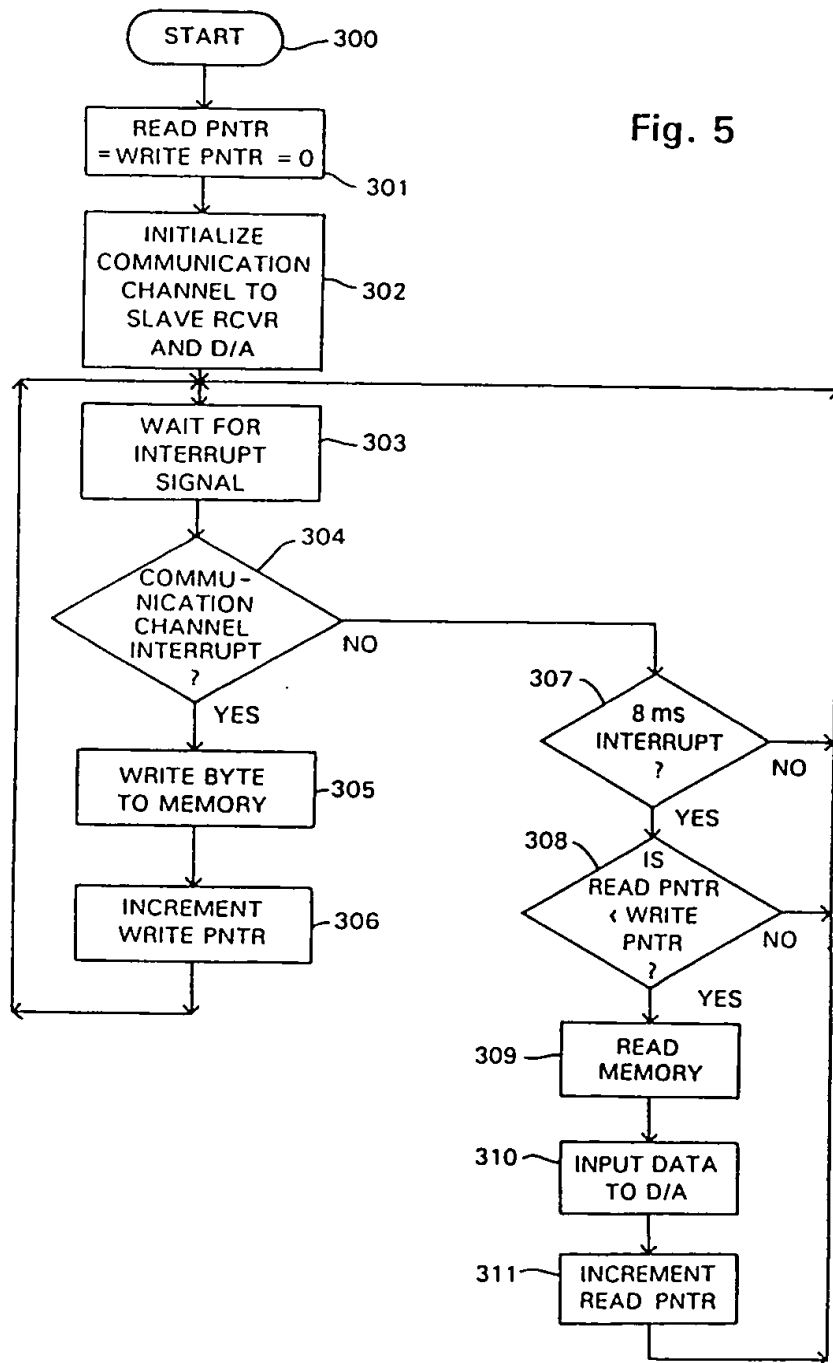 START
300
Fig. 5
READ PNTR
= WRITE PNTR = 0
301
INITIALIZE
COMMUNICATION
CHANNEL TO
SLAVE RCVR
AND D/A
302
WAIT FOR
INTERRUPT
SIGNAL
303
304
COMMU-
NICATION
CHANNEL
INTERRUPT
?
NO
YES
307
8 ms
INTERRUPT
?
NO
YES
WRITE BYTE
TO MEMORY
305
308
IS
READ PNTR
< WRITE
PNTR
?
NO
YES
INCREMENT
WRITE PNTR
306
309
READ
MEMORY
310
INPUT DATA
TO D/A
311
INCREMENT
READ PNTR